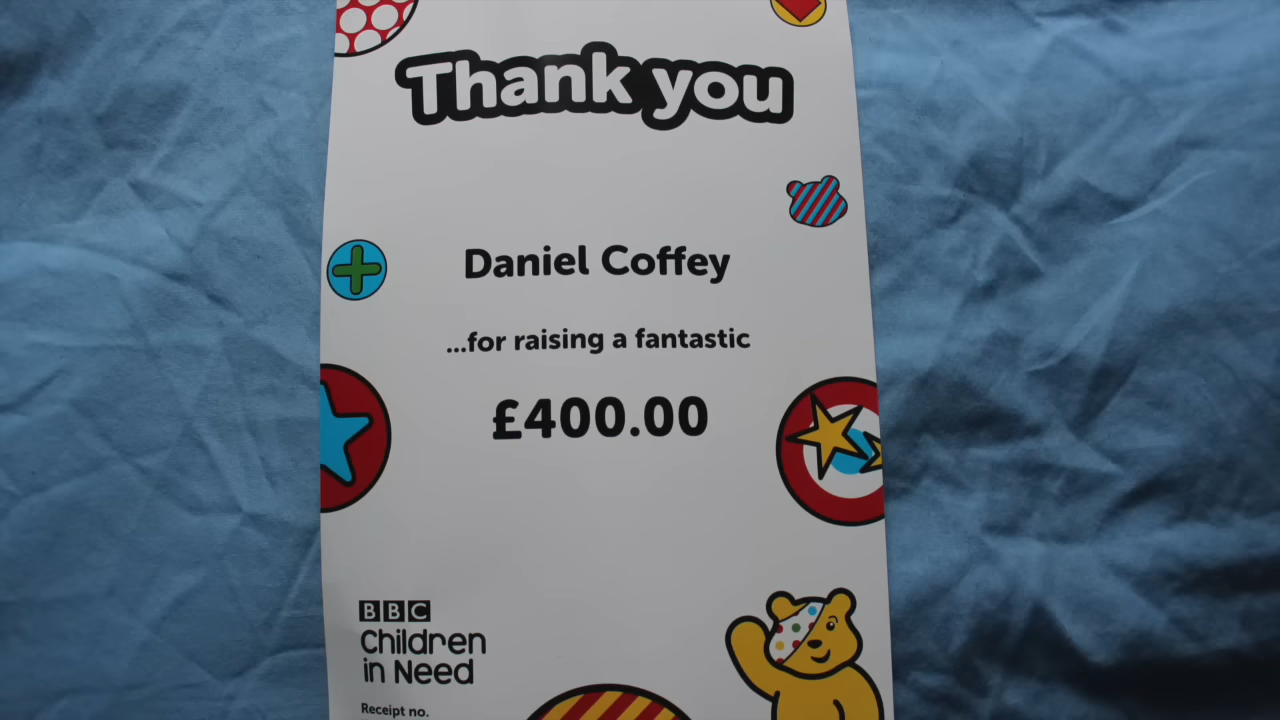 Thank you
Daniel Coffey
...for raising a fantastic
£400.00
BBC
Children
in Need
Receipt no.